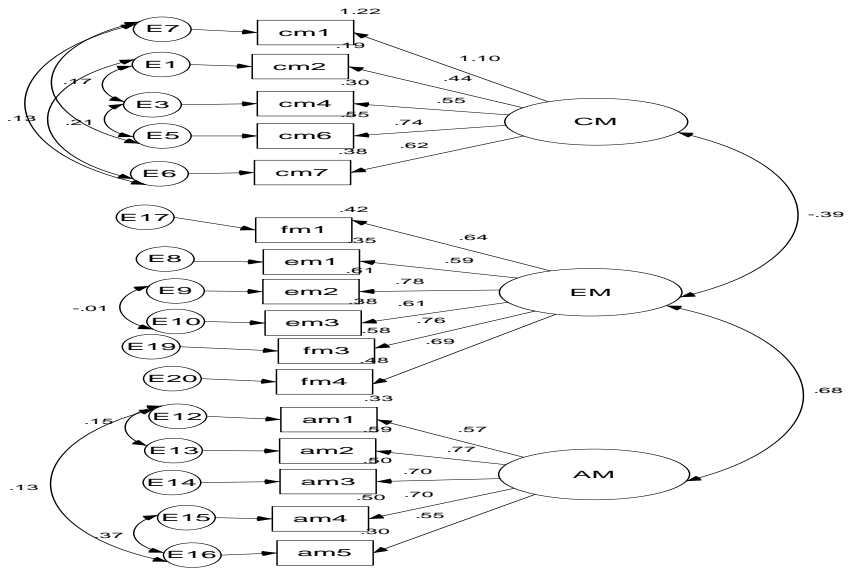 1.22
E7
cm1
.19
1.10
E1
cm2
.44
.30
.17
E3
cm4
.55
.55
.13
.21
E5
cm6
.74
CM
.38
.62
E6
cm7
-.39
.42
E17
fm1
.35
.64
E8
em1
.59
.61
E9
em2
.78
EM
-.01
.38
.61
E10
em3
.58
.76
E19
fm3
.48
.69
E20
fm4
.33
.68
.15
E12
am1
.59
.57
E13
am2
.50
.77
.13
E14
am3
.70
AM
.50
.70
E15
am4
.30
.55
.37
E16
am5